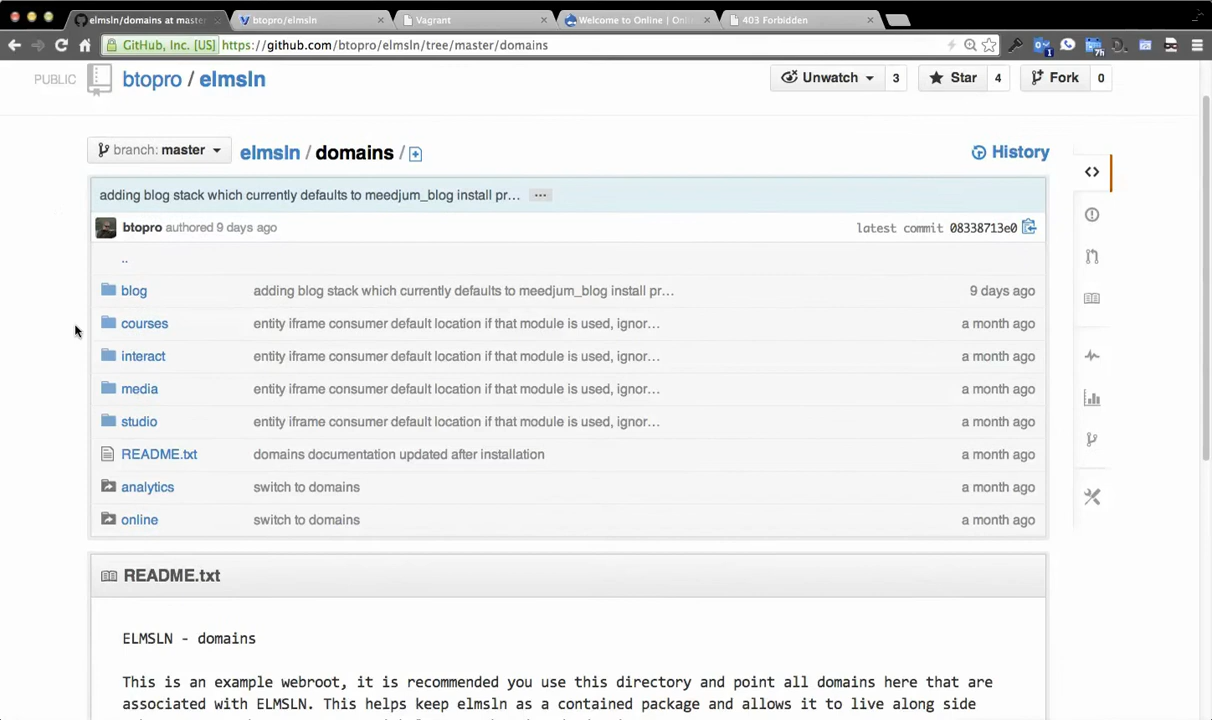 elmsln/domains at master
btopro/elmsln
Vagrant
Welcome to Online | Onli
403 Forbidden
GitHub, Inc. [US] https://github.com/btopro/elmsln/tree/master/domains
1
7h
PUBLIC btopro / elmsln
Unwatch 3 Star 4 Fork 0
branch: master elmsln / domains /
History
adding blog stack which currently defaults to meedjum_blog install pr… ...
btopro authored 9 days ago latest commit 08338713e0
..
blog adding blog stack which currently defaults to meedjum_blog install pr… 9 days ago
courses entity iframe consumer default location if that module is used, ignor… a month ago
interact entity iframe consumer default location if that module is used, ignor… a month ago
media entity iframe consumer default location if that module is used, ignor… a month ago
studio entity iframe consumer default location if that module is used, ignor… a month ago
README.txt domains documentation updated after installation a month ago
analytics switch to domains a month ago
online switch to domains a month ago
README.txt
ELMSLN - domains
This is an example webroot, it is recommended you use this directory and point all domains here that are
associated with ELMSLN. This helps keep elmsln as a contained package and allows it to live along side